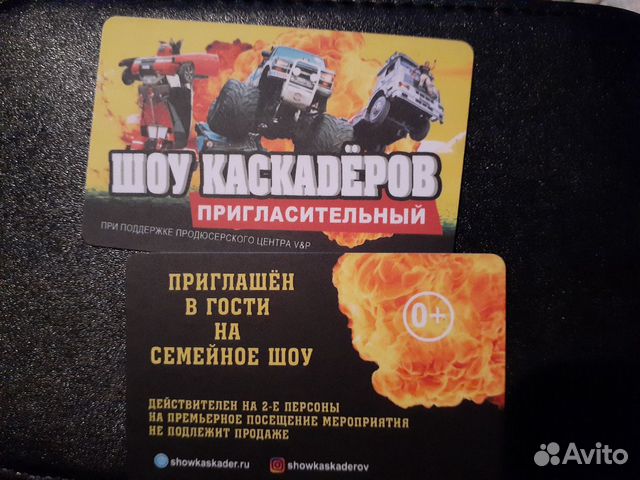 ШОУ КАСКАДЁРОВ
ПРИГЛАСИТЕЛЬНЫЙ
ПРИ ПОДДЕРЖКЕ ПРОДЮСЕРСКОГО ЦЕНТРА V&P
ПРИГЛАШЁН
В ГОСТИ
НА
СЕМЕЙНОЕ ШОУ
0+
ДЕЙСТВИТЕЛЕН НА 2-Е ПЕРСОНЫ
НА ПРЕМЬЕРНОЕ ПОСЕЩЕНИЕ МЕРОПРИЯТИЯ
НЕ ПОДЛЕЖИТ ПРОДАЖЕ
showkaskader.ru showkaskaderov
Avito